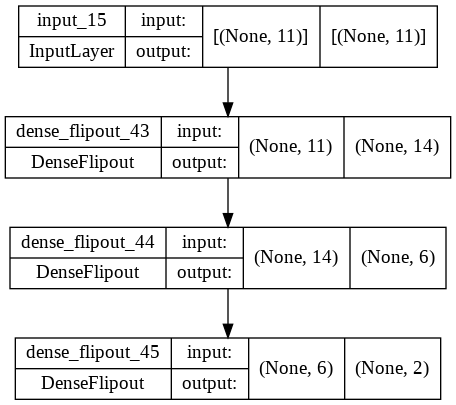 input_15 input: [(None, 11)] [(None, 11)]
InputLayer output:
dense_flipout_43 input: (None, 11) (None, 14)
DenseFlipout output:
dense_flipout_44 input: (None, 14) (None, 6)
DenseFlipout output:
dense_flipout_45 input: (None, 6) (None, 2)
DenseFlipout output: